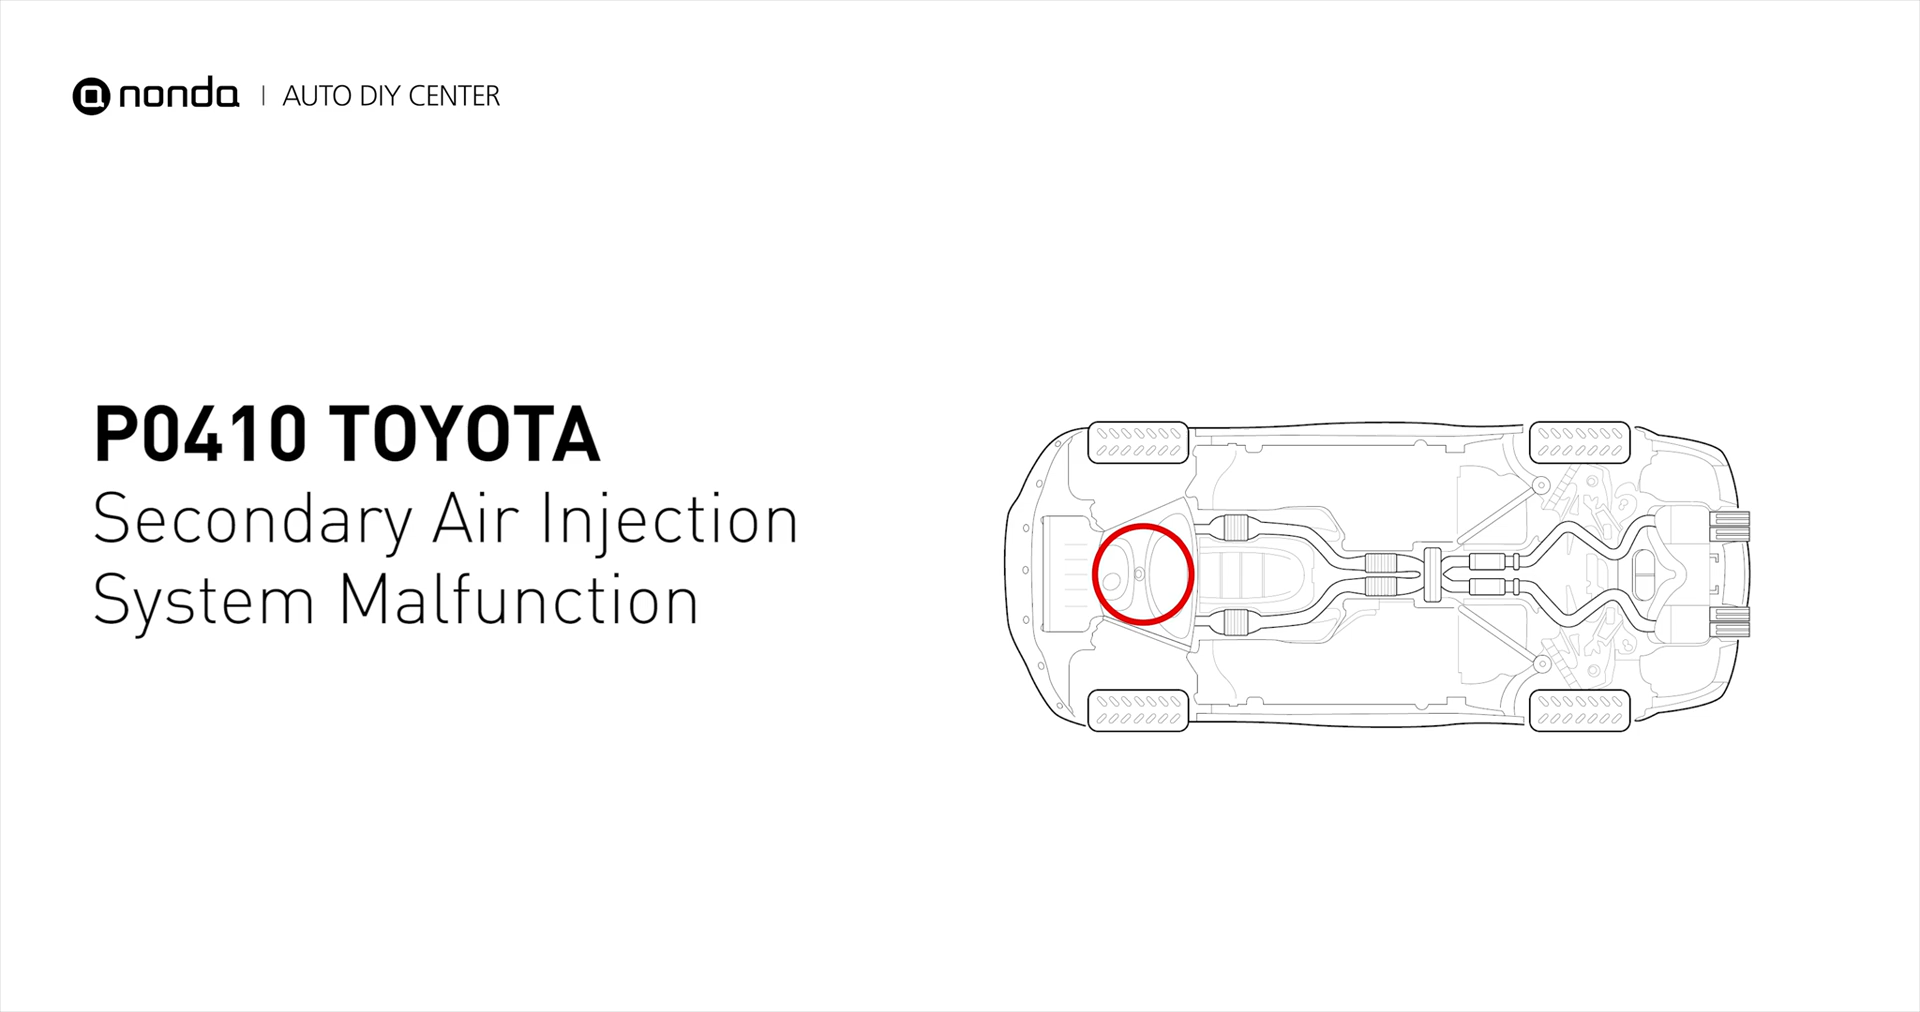 nonda | AUTO DIY CENTER
P0410 TOYOTA
Secondary Air Injection
System Malfunction